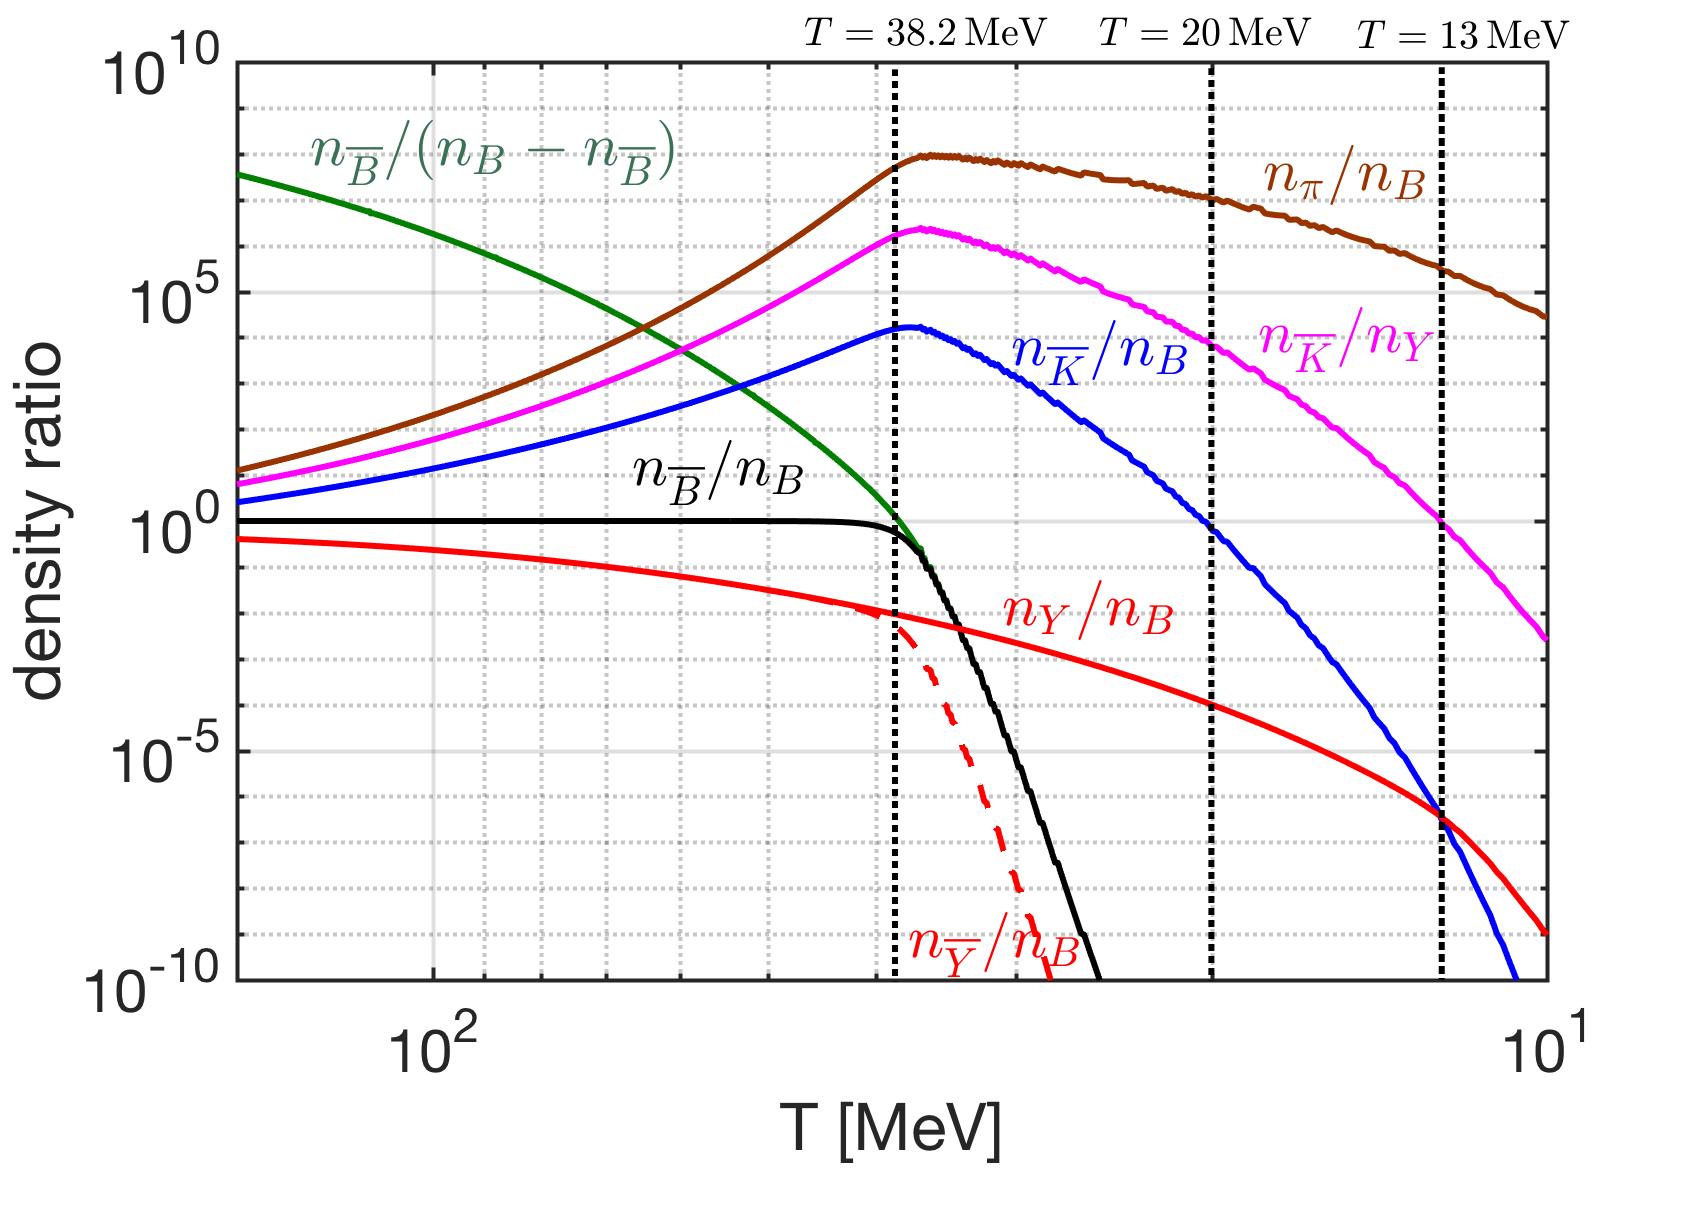 T = 38.2 MeV T = 20 MeV T = 13 MeV
10^10
n_B̅/(n_B − n_B̅)
n_π/n_B
10^5
n_K̅/n_B
n_K̅/n_Y
density ratio
n_B̅/n_B
10^0
n_Y/n_B
10^-5
n_Y̅/n_B
10^-10
10^2 10^1
T [MeV]